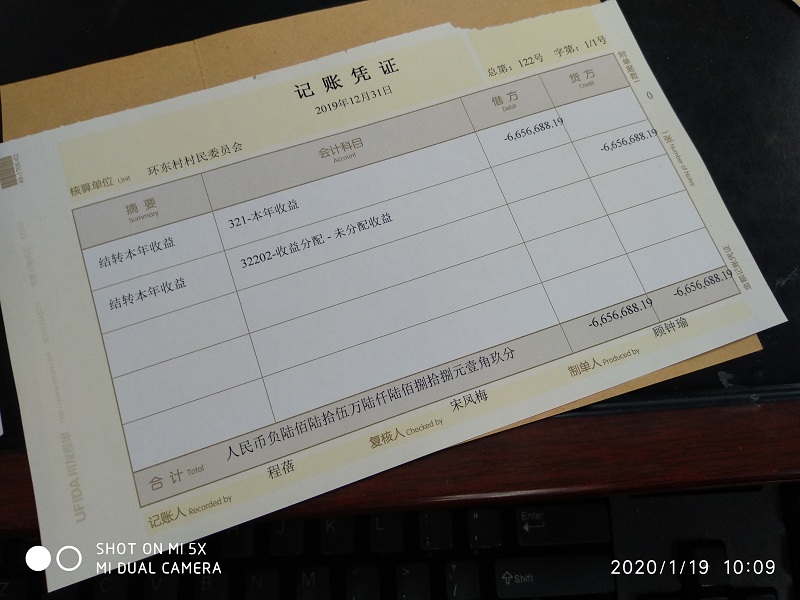 记账凭证
总第：122号 字第：1/1号
2019年12月31日
附单据数 0
核算单位 Unit 环东村村民委员会
摘要 会计科目 借方 贷方
Summary Account Debit Credit
结转本年收益 321-本年收益 -6,656,688.19
结转本年收益 32202-收益分配 - 未分配收益 -6,656,688.19
合计 Total 人民币负陆佰陆拾伍万陆仟陆佰捌拾捌元壹角玖分 -6,656,688.19 -6,656,688.19
记账人 Recorded by 程蓓 复核人 Checked by 宋凤梅 制单人 Produced by 顾钟瑜
UFIDA 用友
Enter
Shift
SHOT ON MI 5X
MI DUAL CAMERA
2020/1/19 10:09